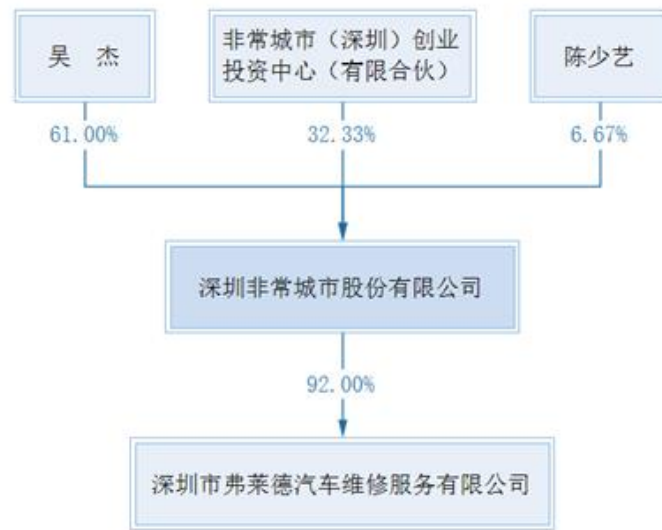 吴 杰
非常城市（深圳）创业
投资中心（有限合伙）
陈少艺
61.00%
32.33%
6.67%
深圳非常城市股份有限公司
92.00%
深圳市弗莱德汽车维修服务有限公司